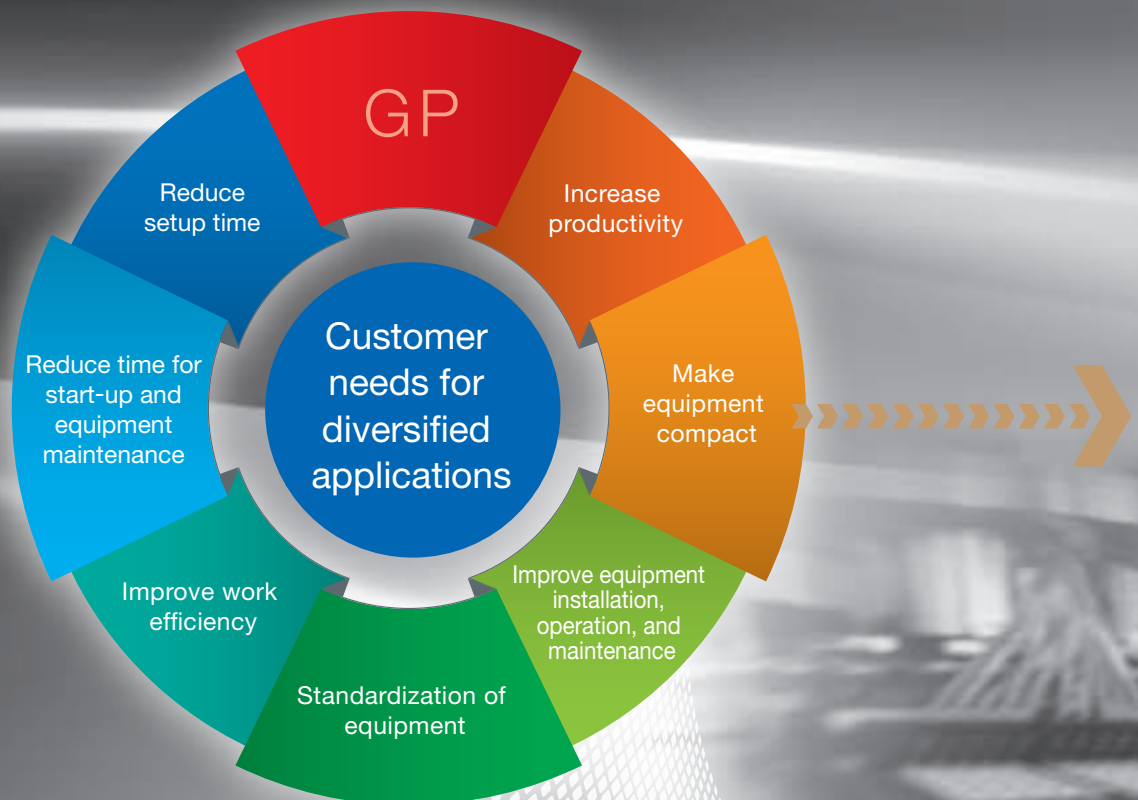 GP
Increase
productivity
Make
equipment
compact
Improve equipment
installation,
operation, and
maintenance
Standardization of
equipment
Improve work
efficiency
Reduce time for
start-up and
equipment
maintenance
Reduce
setup time
Customer
needs for
diversified
applications